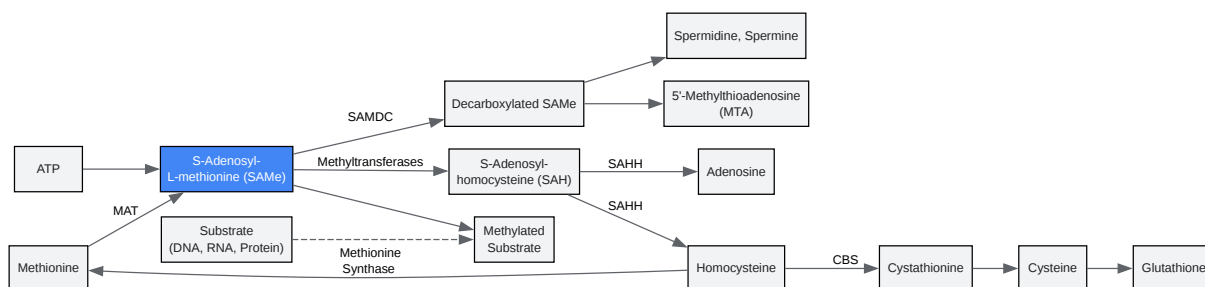 Spermidine, Spermine
Decarboxylated SAMe
5'-Methylthioadenosine
(MTA)
SAMDC
ATP
S-Adenosyl-
L-methionine (SAMe)
Methyltransferases
S-Adenosyl-
homocysteine (SAH)
SAHH
Adenosine
SAHH
MAT
Substrate
(DNA, RNA, Protein)
Methylated
Substrate
Methionine
Synthase
Methionine
Homocysteine
CBS
Cystathionine
Cysteine
Glutathione